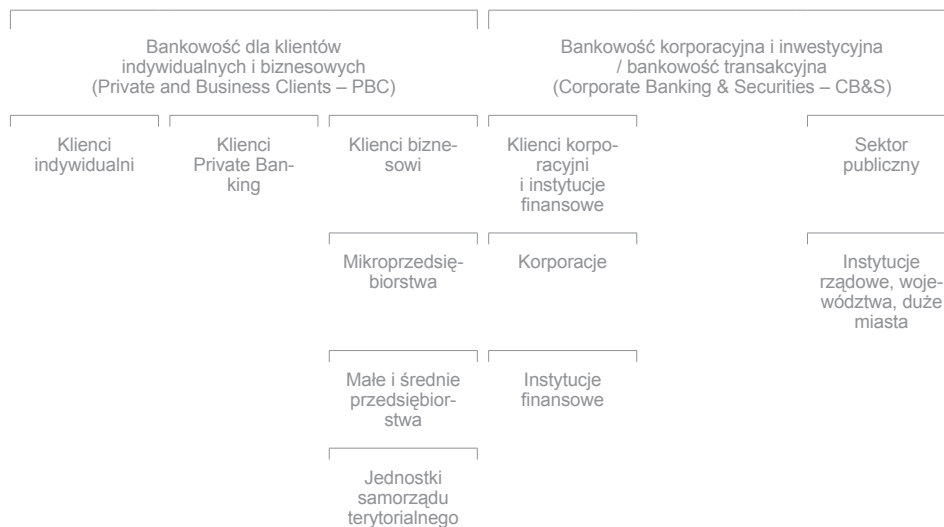 Bankowość dla klientów
indywidualnych i biznesowych
(Private and Business Clients – PBC)
Bankowość korporacyjna i inwestycyjna
/ bankowość transakcyjna
(Corporate Banking & Securities – CB&S)
Klienci
indywidualni
Klienci
Private Ban-
king
Klienci bizne-
sowi
Klienci korpo-
racyjni
i instytucje
finansowe
Sektor
publiczny
Mikroprzedsię-
biorstwa
Korporacje
Instytucje
rządowe, woje-
wództwa, duże
miasta
Małe i średnie
przedsiębior-
stwa
Instytucje
finansowe
Jednostki
samorządu
terytorialnego